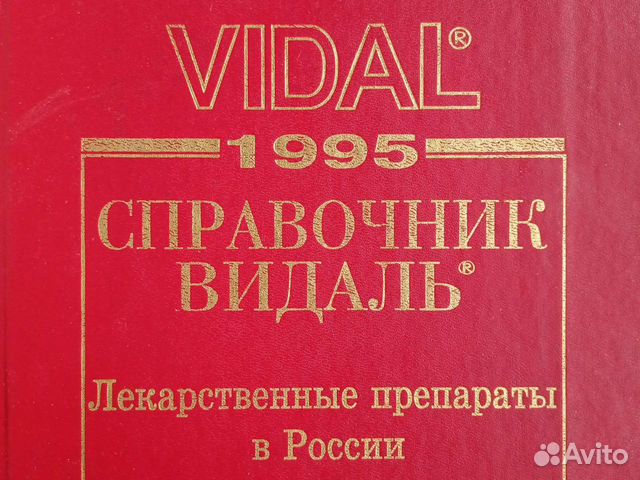 VIDAL®
1995
СПРАВОЧНИК
ВИДАЛЬ®
Лекарственные препараты
в России
Avito